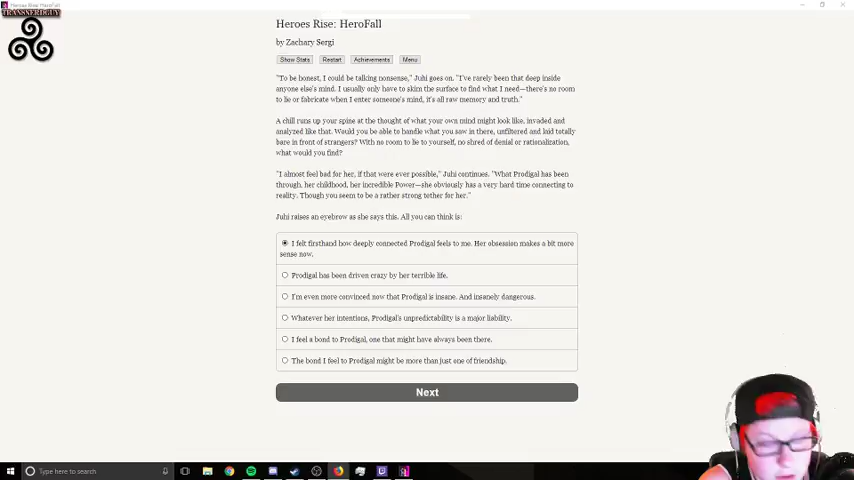 Heroes Rise: HeroFall
TRANSNERDGUY
Heroes Rise: HeroFall
by Zachary Sergi
Show Stats Restart Achievements Menu
"To be honest, I could be talking nonsense," Juhi goes on. "I've rarely been that deep inside
anyone else's mind. I usually only have to skim the surface to find what I need—there's no room
to lie or fabricate when I enter someone's mind, it's all raw memory and truth."
A chill runs up your spine at the thought of what your own mind might look like, invaded and
analyzed like that. Would you be able to handle what you saw in there, unfiltered and laid totally
bare in front of strangers? With no room to lie to yourself, no shred of denial or rationalization,
what would you find?
"I almost feel bad for her, if that were ever possible," Juhi continues. "What Prodigal has been
through, her childhood, her incredible Power—she obviously has a very hard time connecting to
reality. Though you seem to be a rather strong tether for her."
Juhi raises an eyebrow as she says this. All you can think is:
I felt firsthand how deeply connected Prodigal feels to me. Her obsession makes a bit more
sense now.
Prodigal has been driven crazy by her terrible life.
I'm even more convinced now that Prodigal is insane. And insanely dangerous.
Whatever her intentions, Prodigal's unpredictability is a major liability.
I feel a bond to Prodigal, one that might have always been there.
The bond I feel to Prodigal might be more than just one of friendship.
Next
Type here to search